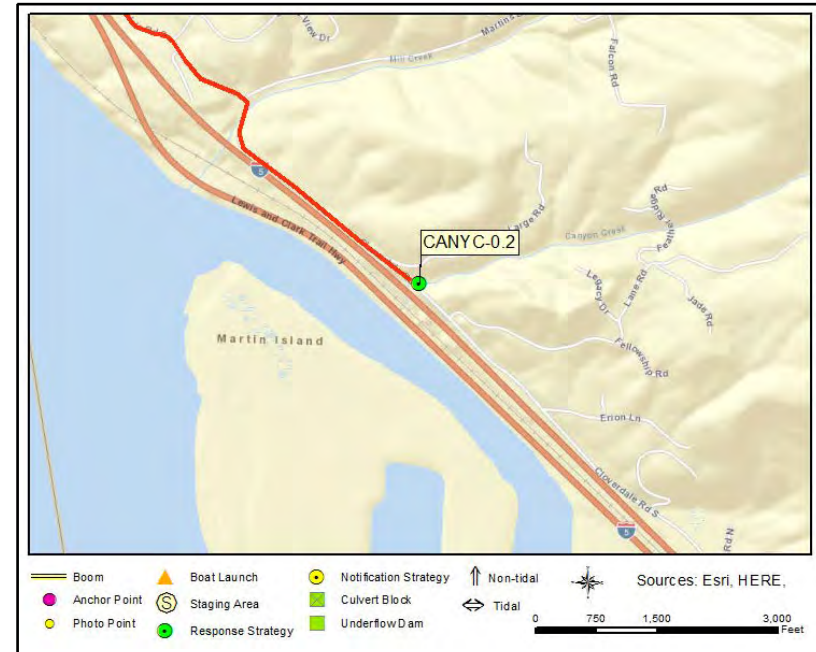 View Dr
Martin's
Mill Creek
Falcon Rd
5
Lewis and Clark Trail Hwy
Large Rd
CANYC-0.2
Canyon Creek
Feather Ridge
Rd
Legacy Dr
Lane Rd
Jade Rd
Martin Island
Fellowship Rd
Erion Ln
Cloverdale Rd S
5
Rd N
Boom
Boat Launch
Notification Strategy
Non-tidal
Sources: Esri, HERE,
Anchor Point
S
Staging Area
Culvert Block
Tidal
Photo Point
Response Strategy
Underflow Dam
0 750 1,500 3,000
Feet